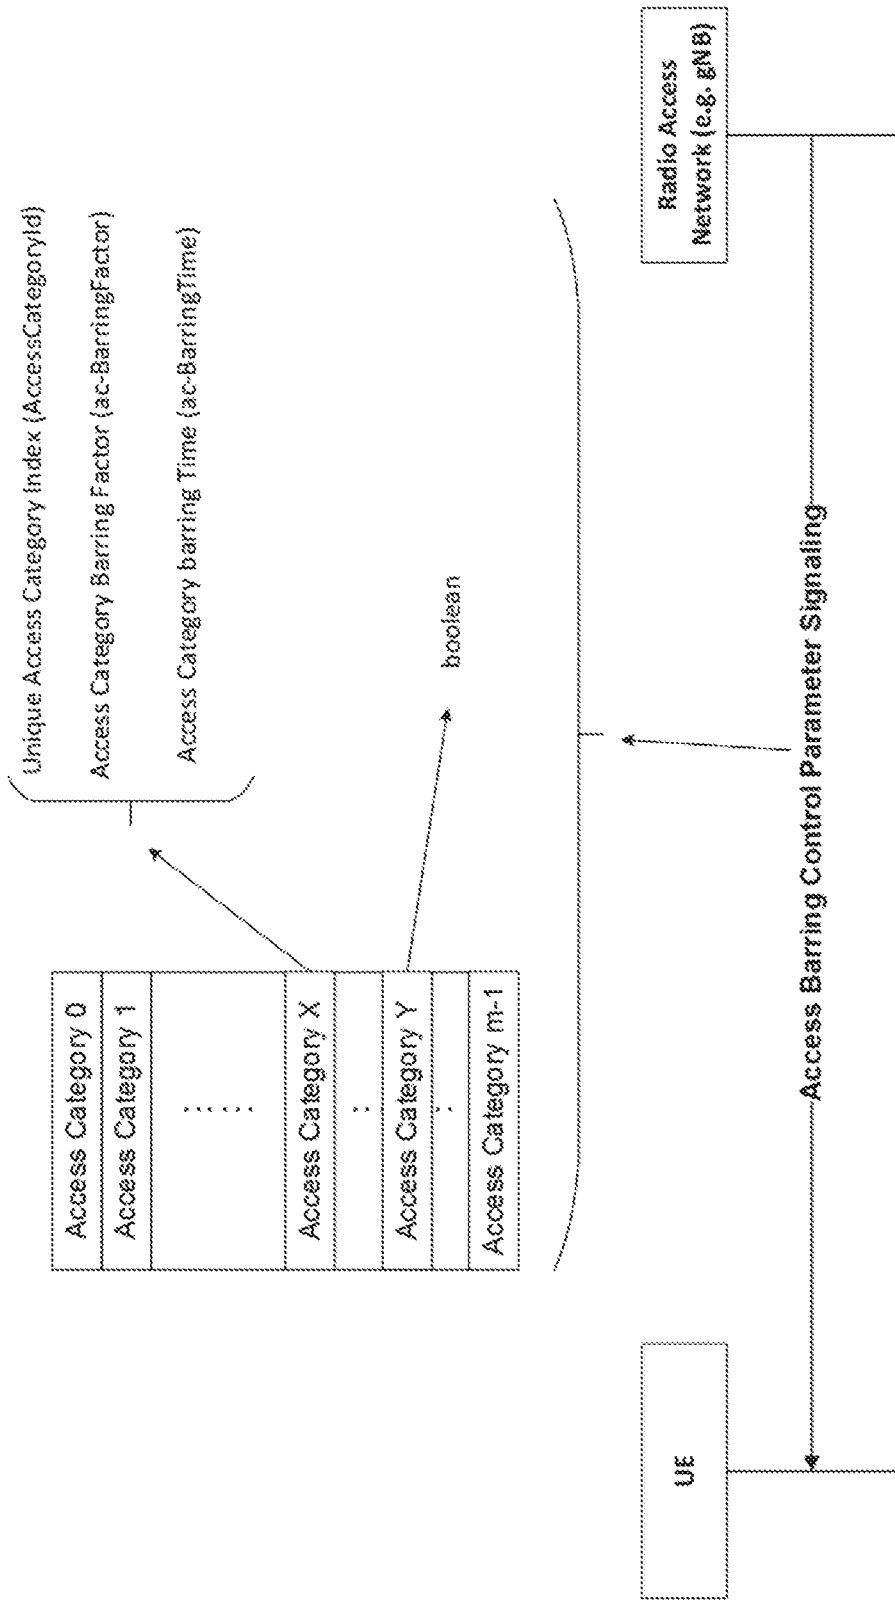 Unique Access Category Index (AccessCategoryId)
Access Category Barring Factor (ac-BarringFactor)
Access Category barring Time (ac-BarringTime)
Access Category 0
Access Category 1
Access Category X
Access Category Y
Access Category m-1
boolean
UE
Radio Access
Network (e.g. gNB)
Access Barring Control Parameter Signaling